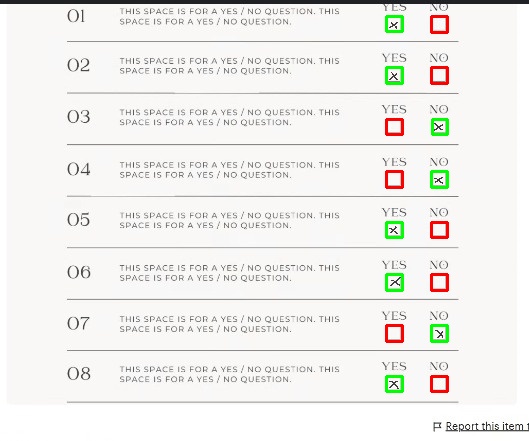 YES NO
01 THIS SPACE IS FOR A YES / NO QUESTION. THIS
SPACE IS FOR A YES / NO QUESTION.
YES NO
02 THIS SPACE IS FOR A YES / NO QUESTION. THIS
SPACE IS FOR A YES / NO QUESTION.
YES NO
03 THIS SPACE IS FOR A YES / NO QUESTION. THIS
SPACE IS FOR A YES / NO QUESTION.
YES NO
04 THIS SPACE IS FOR A YES / NO QUESTION. THIS
SPACE IS FOR A YES / NO QUESTION.
YES NO
05 THIS SPACE IS FOR A YES / NO QUESTION. THIS
SPACE IS FOR A YES / NO QUESTION.
YES NO
06 THIS SPACE IS FOR A YES / NO QUESTION. THIS
SPACE IS FOR A YES / NO QUESTION.
YES NO
07 THIS SPACE IS FOR A YES / NO QUESTION. THIS
SPACE IS FOR A YES / NO QUESTION.
YES NO
08 THIS SPACE IS FOR A YES / NO QUESTION. THIS
SPACE IS FOR A YES / NO QUESTION.
Report this item